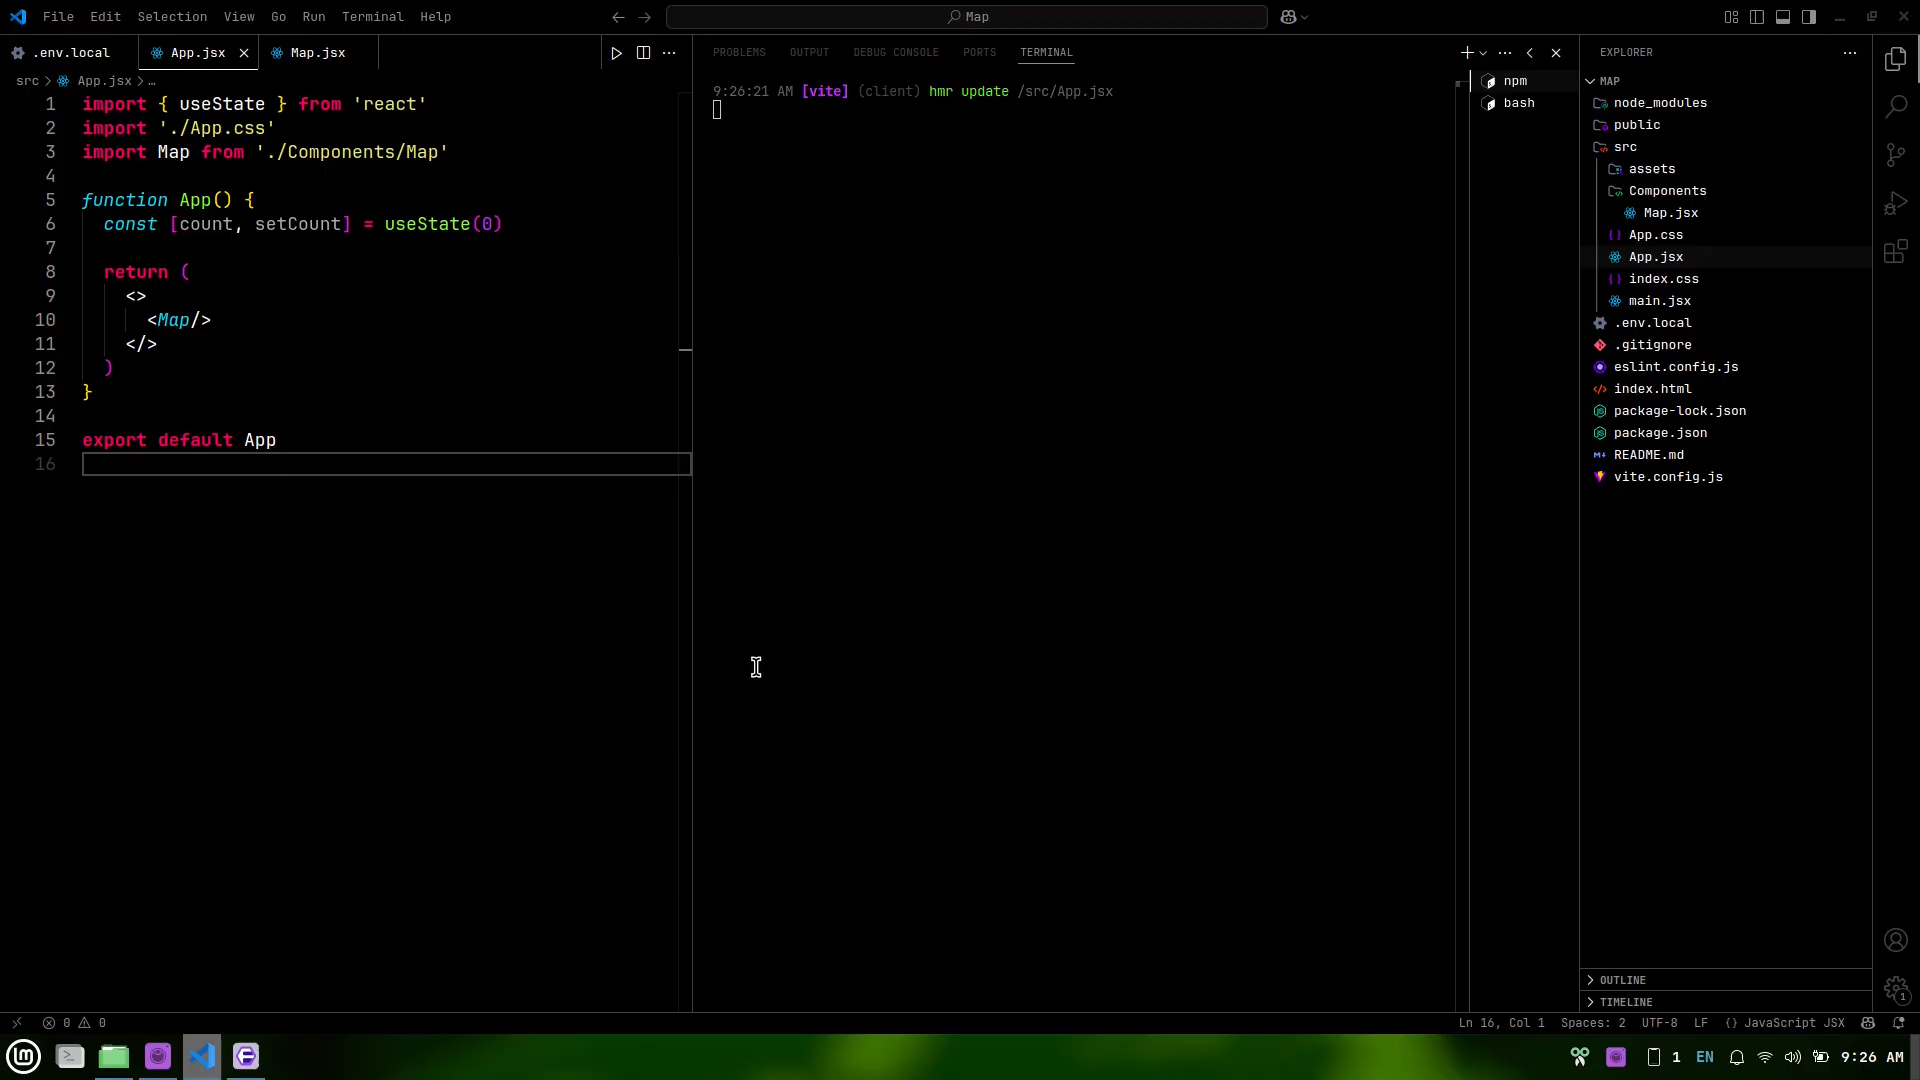 File Edit Selection View Go Run Terminal Help
Map
.env.local
App.jsx
Map.jsx
src > App.jsx > ...
1 import { useState } from 'react'
2 import './App.css'
3 import Map from './Components/Map'
4
5 function App() {
6 const [count, setCount] = useState(0)
7
8 return (
9 <>
10 <Map/>
11 </>
12 )
13 }
14
15 export default App
16
PROBLEMS OUTPUT DEBUG CONSOLE PORTS TERMINAL
9:26:21 AM [vite] (client) hmr update /src/App.jsx
npm
bash
EXPLORER
MAP
node_modules
public
src
assets
Components
Map.jsx
App.css
App.jsx
index.css
main.jsx
.env.local
.gitignore
eslint.config.js
index.html
package-lock.json
package.json
README.md
vite.config.js
OUTLINE
TIMELINE
1
0 0
Ln 16, Col 1 Spaces: 2 UTF-8 LF {} JavaScript JSX
1 EN 9:26 AM